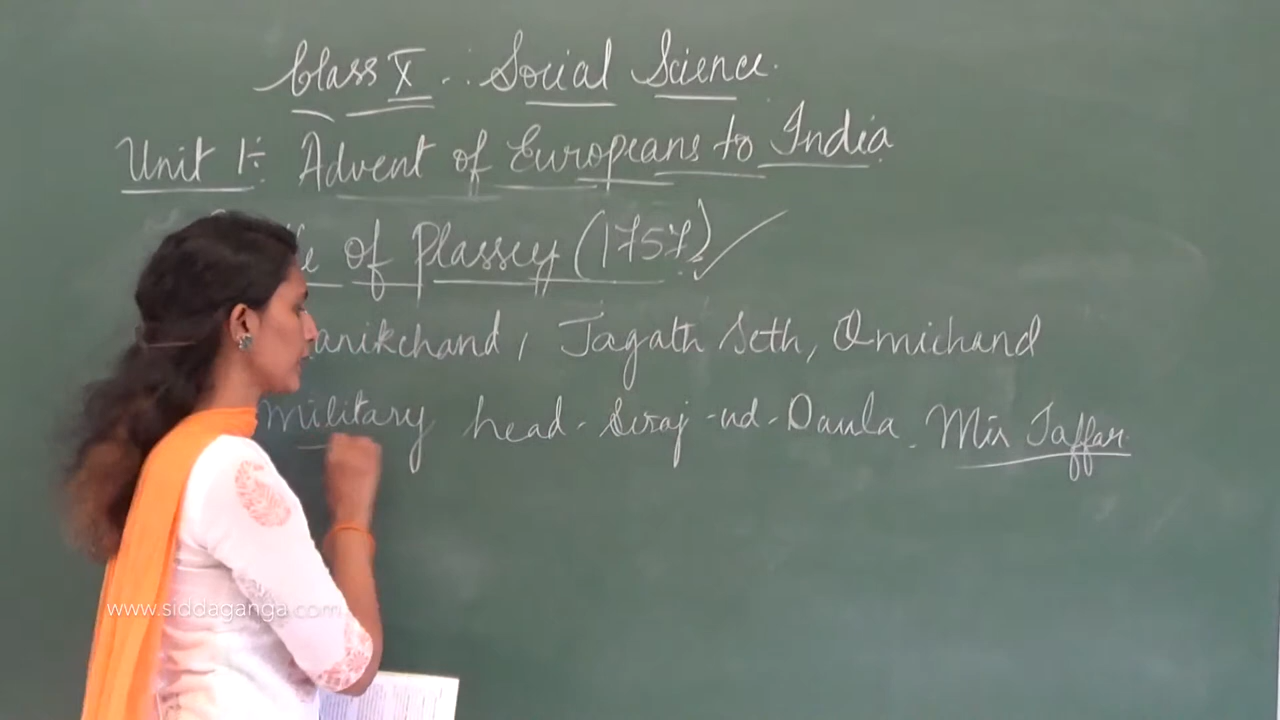 Class X Social Science.
Unit 1:- Advent of Europeans to India
of Plassey (1757)
anikchand, Jagath Seth, Omichand
Military head - Siraj-ud-Daula. Mir Jaffar.
www.siddaganga.com